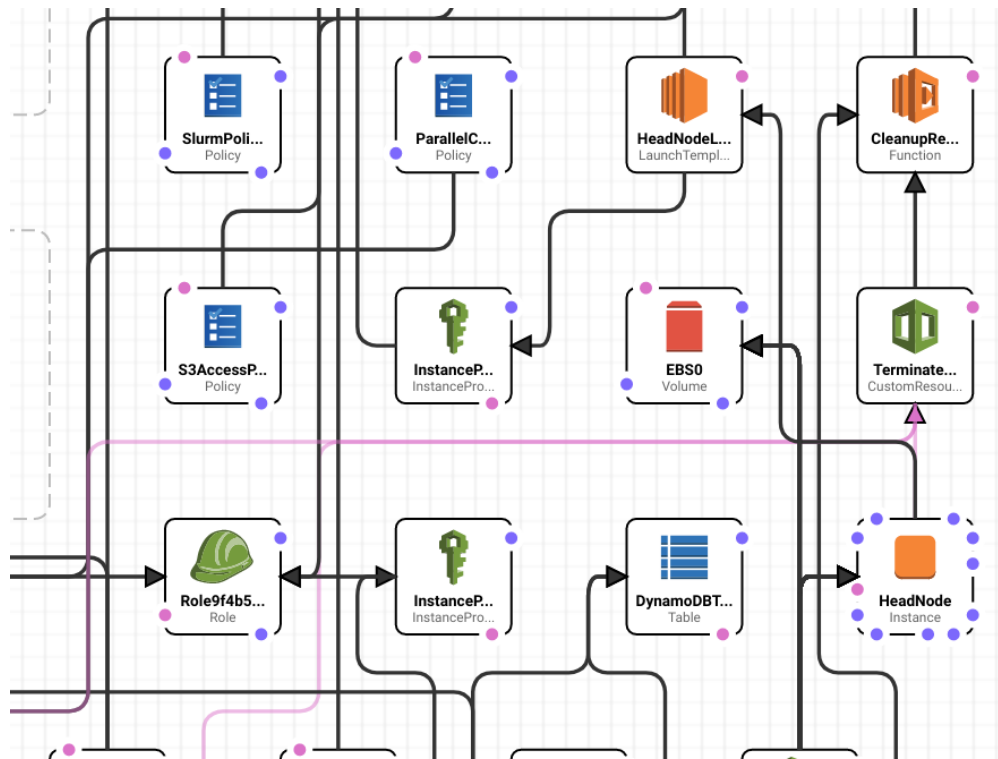 SlurmPoli...
Policy
ParallelC...
Policy
HeadNodeL...
LaunchTempl...
CleanupRe...
Function
S3AccessP...
Policy
InstanceP...
InstancePro...
EBS0
Volume
Terminate...
CustomResou...
Role9f4b5...
Role
InstanceP...
InstancePro...
DynamoDBT...
Table
HeadNode
Instance